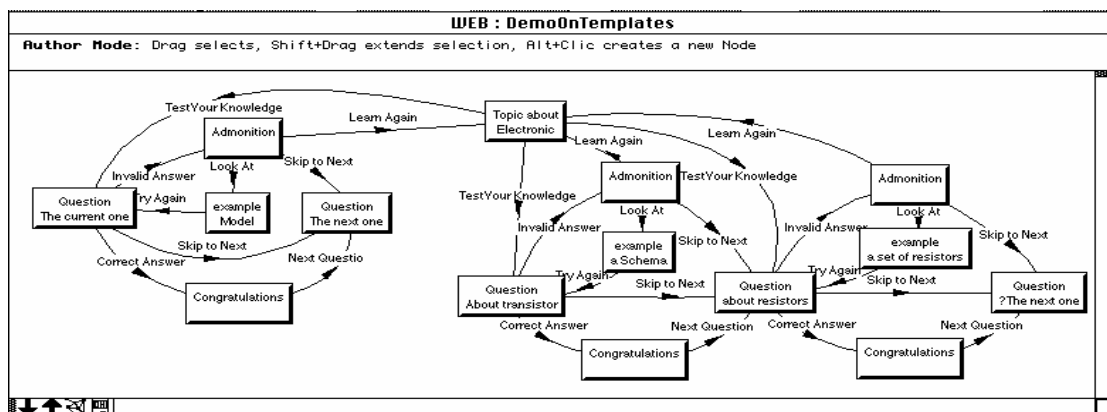 WEB : DemoOnTemplates
Author Mode: Drag selects, Shift+Drag extends selection, Alt+Clic creates a new Node
TestYour Knowledge
Topic about
Electronic
Learn Again
Admonition
Invalid Answer
Look At
Skip to Next
Question
The current one
Try Again
example
Model
Question
The next one
Skip to Next
Correct Answer
Next Questio
Congratulations
Learn Again
Learn Again
TestYour Knowledge
Admonition
TestYour Knowledge
Invalid Answer
Look At
example
a Schema
Skip to Next
Question
About transistor
Try Again
Skip to Next
Question
about resistors
Correct Answer
Next Question
Congratulations
Admonition
Invalid Answer
Look At
example
a set of resistors
Skip to Next
Try Again
Skip to Next
Question
?The next one
Correct Answer
Next Question
Congratulations